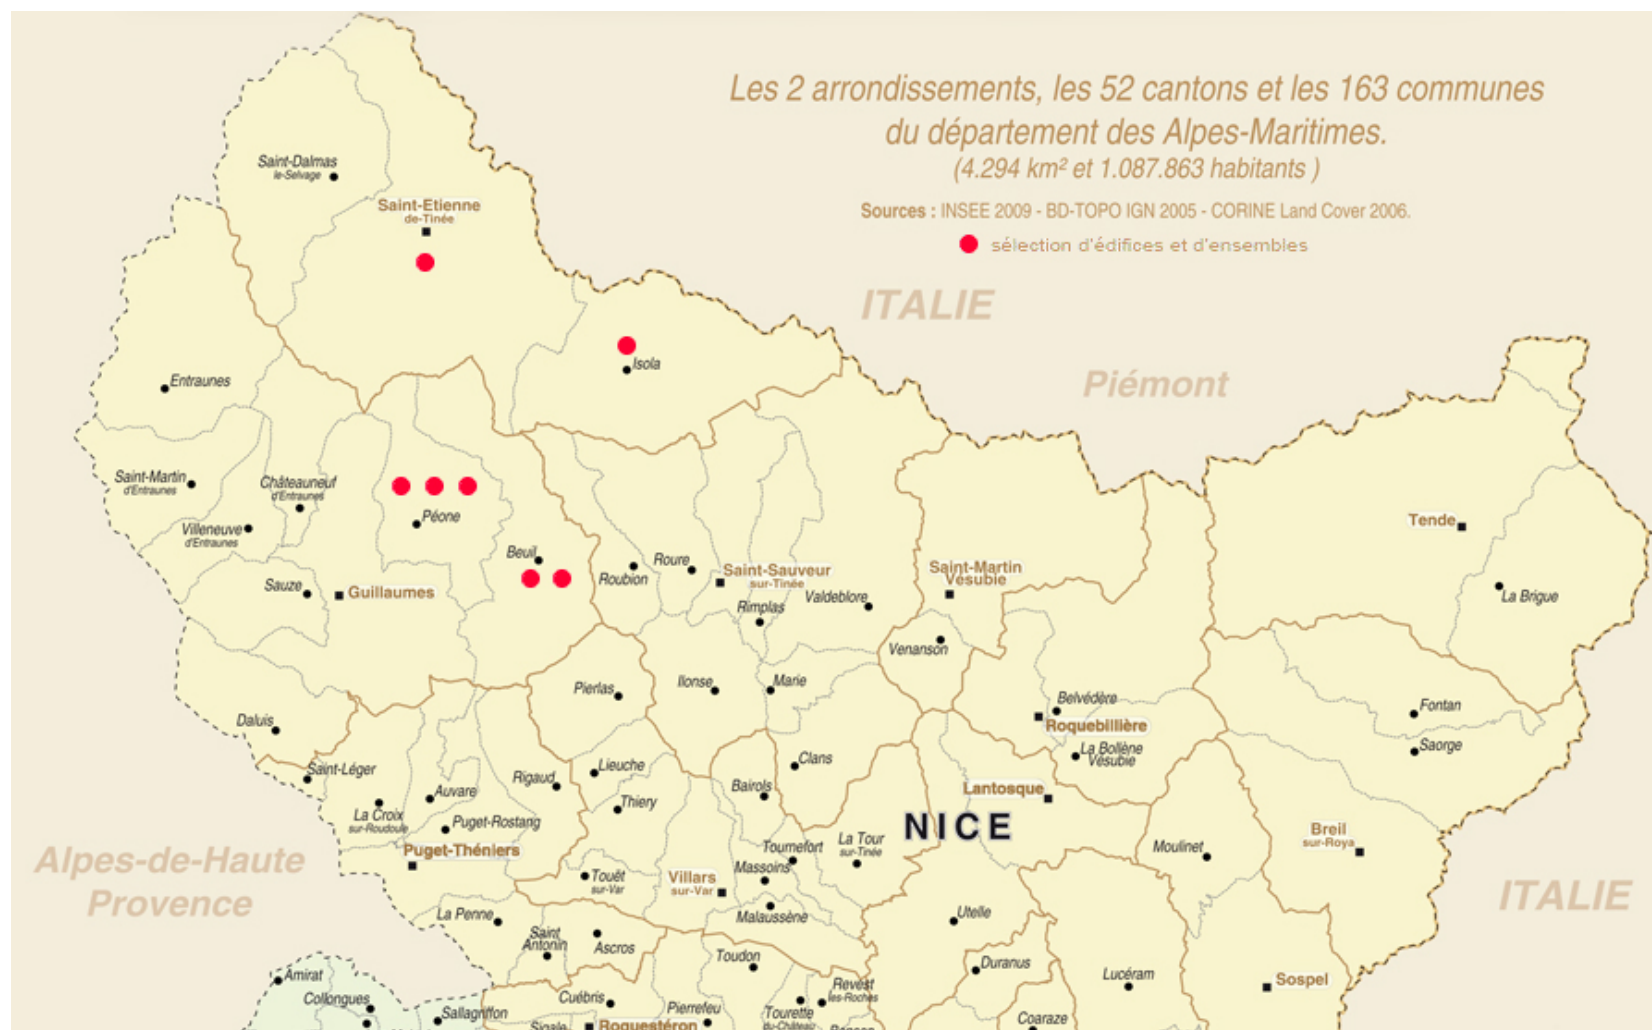 Les 2 arrondissements, les 52 cantons et les 163 communes
du département des Alpes-Maritimes.
(4.294 km² et 1.087.863 habitants )
Sources : INSEE 2009 - BD-TOPO IGN 2005 - CORINE Land Cover 2006.
sélection d'édifices et d'ensembles
Saint-Dalmas
le-Selvage
Saint-Etienne
de-Tinée
ITALIE
Isola
Entraunes
Piémont
Saint-Martin
d'Entraunes
Châteauneuf
d'Entraunes
Villeneuve
d'Entraunes
Péone
Tende
Beuil
Roubion
Roure
Saint-Sauveur
sur-Tinée
Saint-Martin
Vésubie
Sauze
Guillaumes
Rimplas
Valdeblore
La Brigue
Venanson
Pierlas
Ilonse
Marie
Belvédère
Roquebillière
Fontan
Daluis
La Bollène
Vésubie
Saorge
Saint-Léger
Lieuche
Clans
Rigaud
Auvare
Bairols
Lantosque
Thiery
La Croix
sur-Roudoule
Puget-Rostang
NICE
Breil
sur-Roya
Puget-Théniers
Tournefort
La Tour
sur-Tinée
Moulinet
Alpes-de-Haute
Provence
Touët
sur-Var
Villars
sur-Var
Massoins
ITALIE
Malaussène
La Penne
Utelle
Saint
Antonin
Ascros
Toudon
Duranus
Lucéram
Sospel
Amirat
Collongues
Cuébris
Pierrefeu
Revest
les-Roches
Sallagriffon
Tourette
du-Château
Coaraze
Sigale
Roquestéron